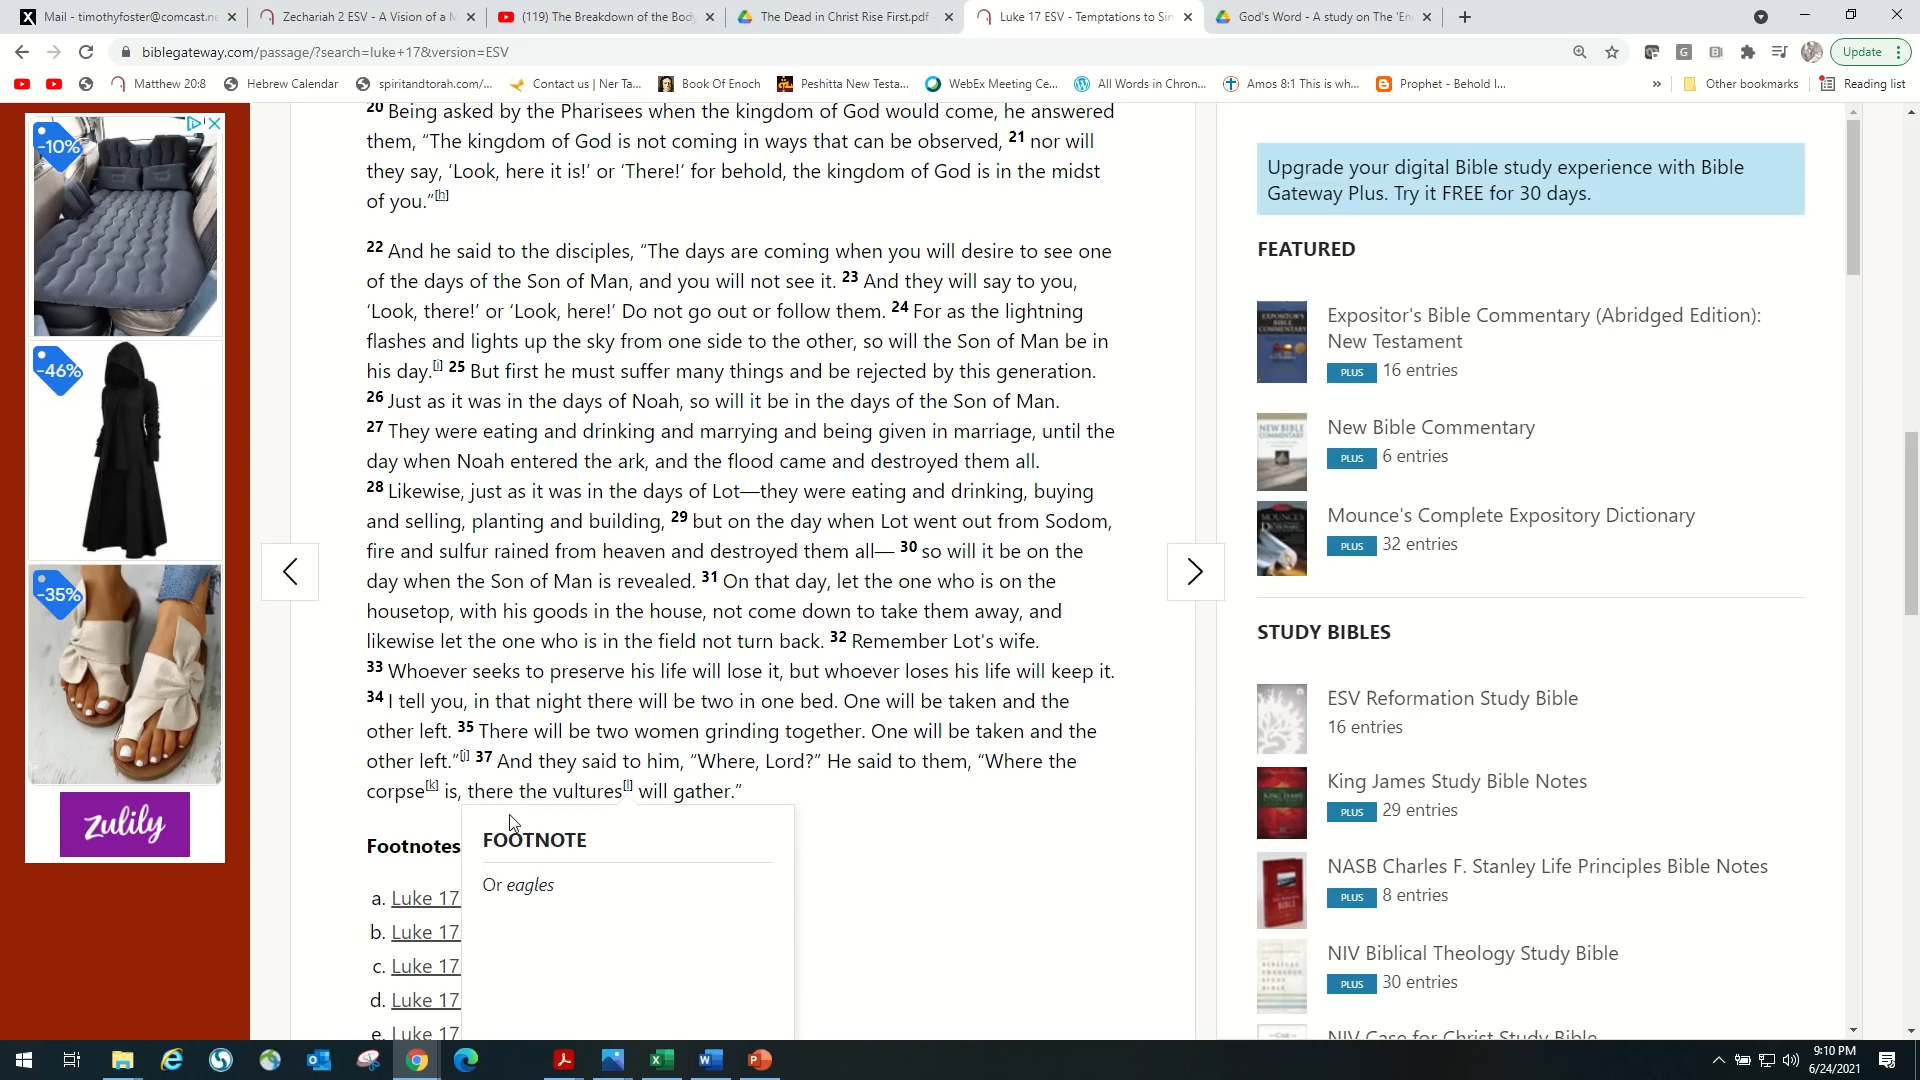 Mail - timothyfoster@comcast.ne
Zechariah 2 ESV - A Vision of a M
(119) The Breakdown of the Body
The Dead in Christ Rise First.pdf -
Luke 17 ESV - Temptations to Sin
God's Word - A study on The 'En
biblegateway.com/passage/?search=luke+17&version=ESV
Update
Matthew 20:8
Hebrew Calendar
spiritandtorah.com/...
Contact us | Ner Ta...
Book Of Enoch
Peshitta New Testa...
WebEx Meeting Ce...
All Words in Chron...
Amos 8:1 This is wh...
Prophet - Behold I...
»
Other bookmarks
Reading list
-10%
-46%
-35%
zulily
20 Being asked by the Pharisees when the kingdom of God would come, he answered
them, “The kingdom of God is not coming in ways that can be observed, 21 nor will
they say, ‘Look, here it is!’ or ‘There!’ for behold, the kingdom of God is in the midst
of you.”[h]
22 And he said to the disciples, “The days are coming when you will desire to see one
of the days of the Son of Man, and you will not see it. 23 And they will say to you,
‘Look, there!’ or ‘Look, here!’ Do not go out or follow them. 24 For as the lightning
flashes and lights up the sky from one side to the other, so will the Son of Man be in
his day.[i] 25 But first he must suffer many things and be rejected by this generation.
26 Just as it was in the days of Noah, so will it be in the days of the Son of Man.
27 They were eating and drinking and marrying and being given in marriage, until the
day when Noah entered the ark, and the flood came and destroyed them all.
28 Likewise, just as it was in the days of Lot—they were eating and drinking, buying
and selling, planting and building, 29 but on the day when Lot went out from Sodom,
fire and sulfur rained from heaven and destroyed them all— 30 so will it be on the
day when the Son of Man is revealed. 31 On that day, let the one who is on the
housetop, with his goods in the house, not come down to take them away, and
likewise let the one who is in the field not turn back. 32 Remember Lot's wife.
33 Whoever seeks to preserve his life will lose it, but whoever loses his life will keep it.
34 I tell you, in that night there will be two in one bed. One will be taken and the
other left. 35 There will be two women grinding together. One will be taken and the
other left.”[j] 37 And they said to him, “Where, Lord?” He said to them, “Where the
corpse[k] is, there the vultures[l] will gather.”
FOOTNOTE
Or eagles
Footnotes
a. Luke 17
b. Luke 17
c. Luke 17
d. Luke 17
e. Luke 17
Upgrade your digital Bible study experience with Bible
Gateway Plus. Try it FREE for 30 days.
FEATURED
Expositor's Bible Commentary (Abridged Edition):
New Testament
PLUS 16 entries
New Bible Commentary
PLUS 6 entries
Mounce's Complete Expository Dictionary
PLUS 32 entries
STUDY BIBLES
ESV Reformation Study Bible
16 entries
King James Study Bible Notes
PLUS 29 entries
NASB Charles F. Stanley Life Principles Bible Notes
PLUS 8 entries
NIV Biblical Theology Study Bible
PLUS 30 entries
NIV Case for Christ Study Bible
9:10 PM
6/24/2021